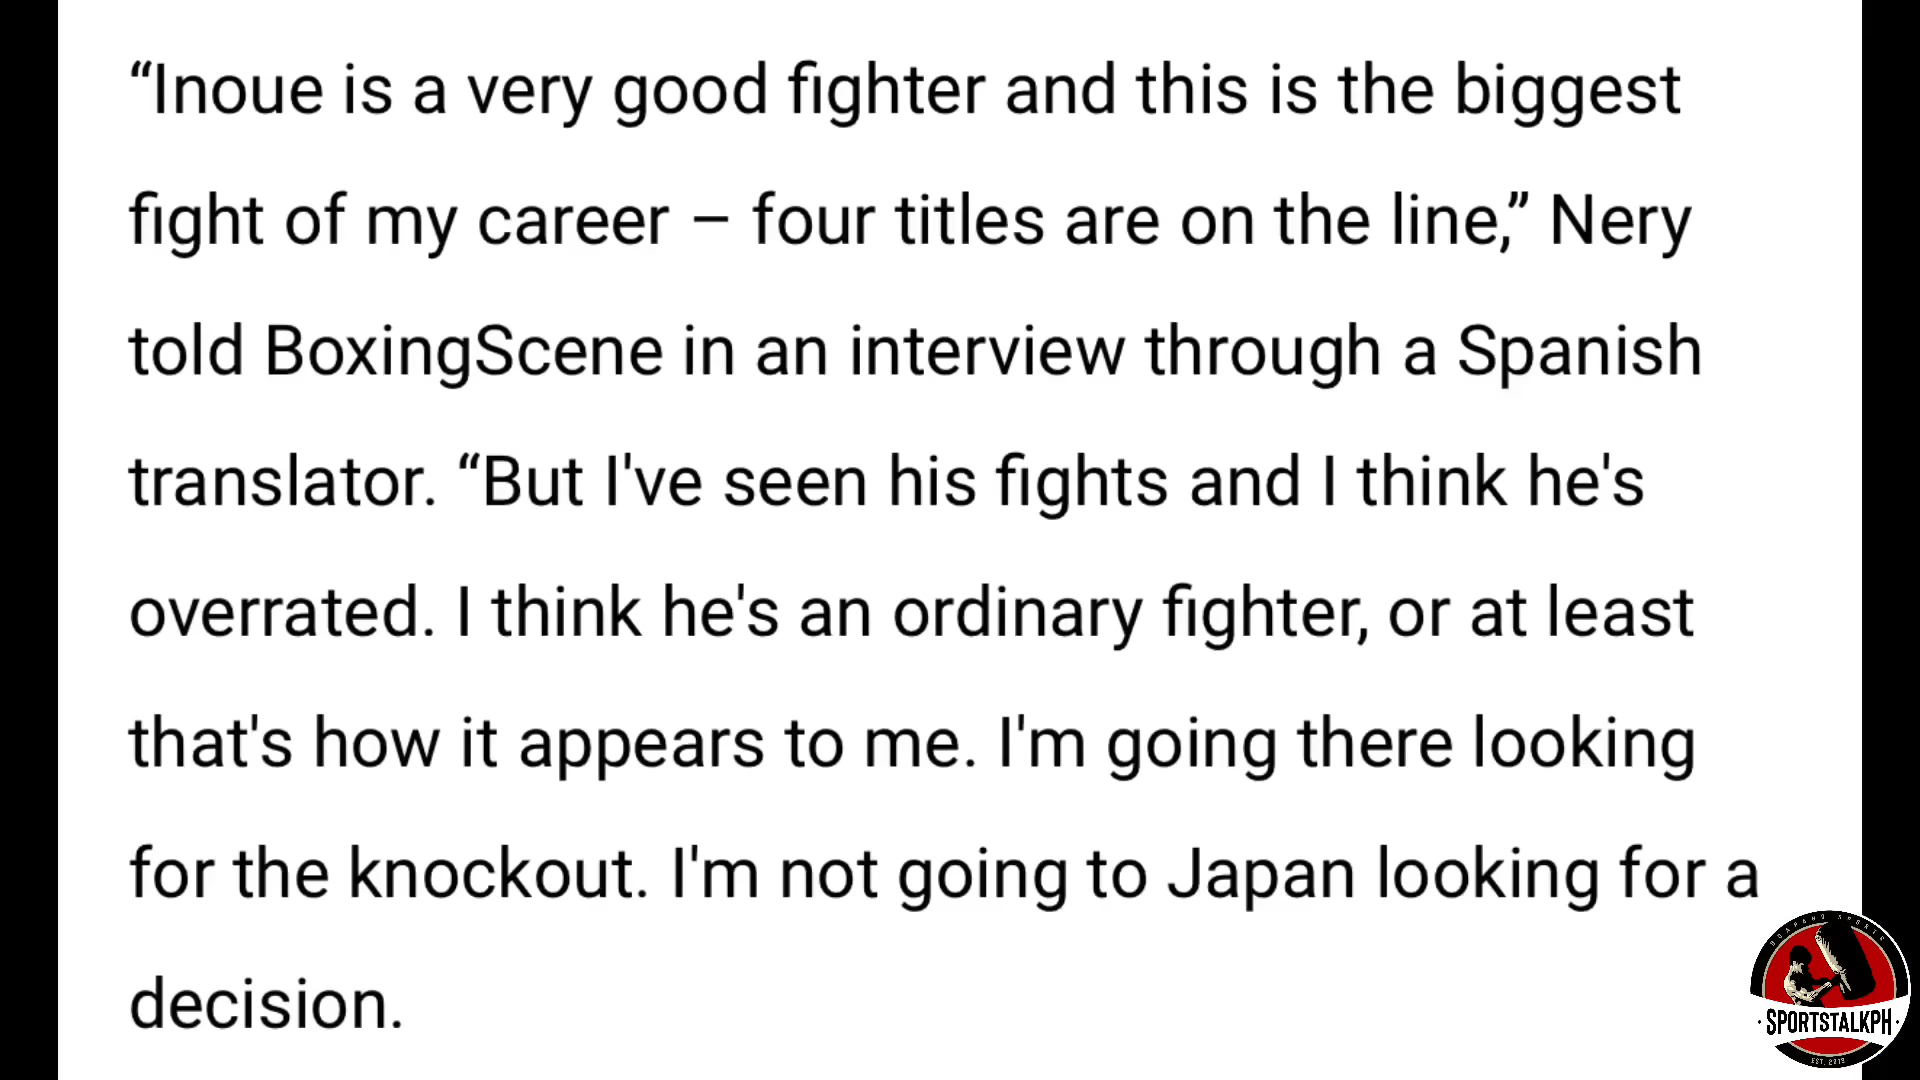 “Inoue is a very good fighter and this is the biggest
fight of my career – four titles are on the line,” Nery
told BoxingScene in an interview through a Spanish
translator. “But I've seen his fights and I think he's
overrated. I think he's an ordinary fighter, or at least
that's how it appears to me. I'm going there looking
for the knockout. I'm not going to Japan looking for a
decision.
·SPORTSTALKPH·
EST. 2019